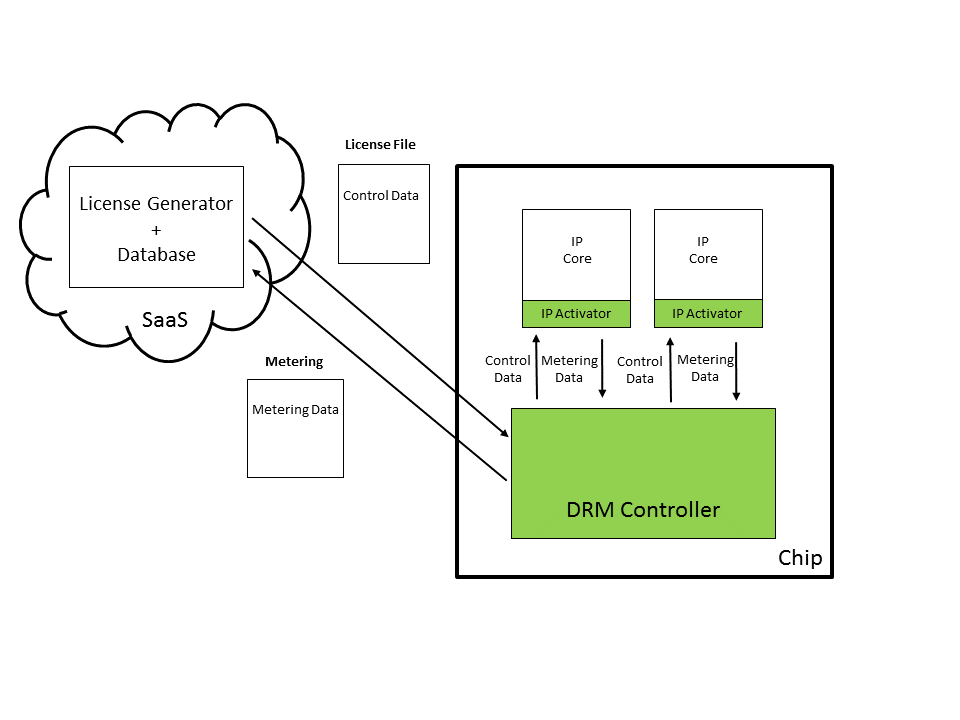 License Generator
+
Database
SaaS
License File
Control Data
Metering
Metering Data
IP
Core
IP Activator
IP
Core
IP Activator
Control
Data
Metering
Data
Control
Data
Metering
Data
DRM Controller
Chip